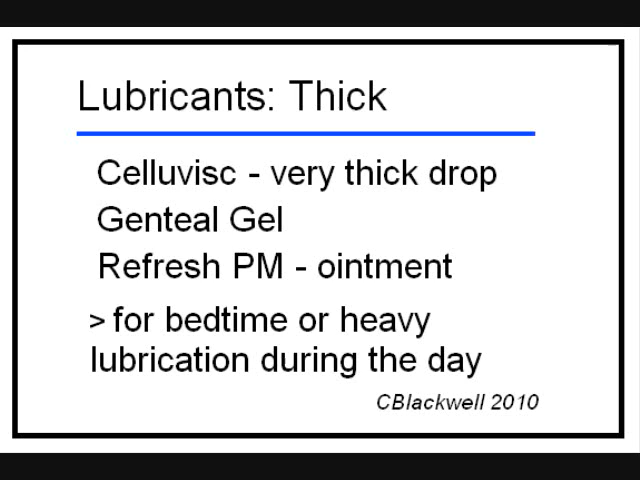 Lubricants: Thick
Celluvisc - very thick drop
Genteal Gel
Refresh PM - ointment
> for bedtime or heavy
lubrication during the day
CBlackwell 2010